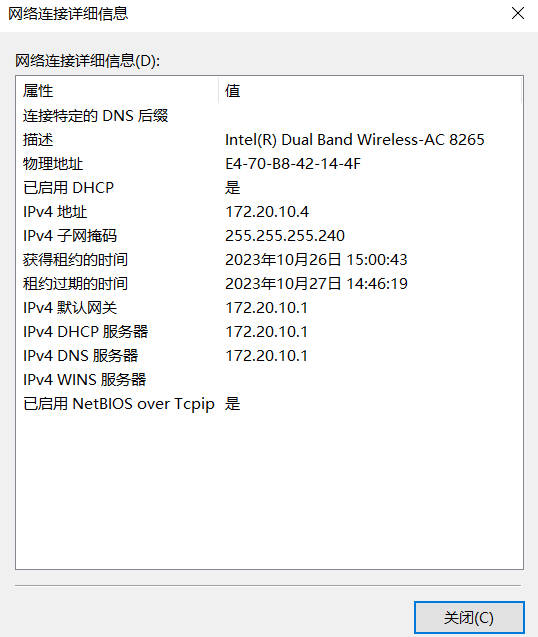 网络连接详细信息
网络连接详细信息(D):
属性 值
连接特定的 DNS 后缀
描述 Intel(R) Dual Band Wireless-AC 8265
物理地址 E4-70-B8-42-14-4F
已启用 DHCP 是
IPv4 地址 172.20.10.4
IPv4 子网掩码 255.255.255.240
获得租约的时间 2023年10月26日 15:00:43
租约过期的时间 2023年10月27日 14:46:19
IPv4 默认网关 172.20.10.1
IPv4 DHCP 服务器 172.20.10.1
IPv4 DNS 服务器 172.20.10.1
IPv4 WINS 服务器
已启用 NetBIOS over Tcpip 是
关闭(C)